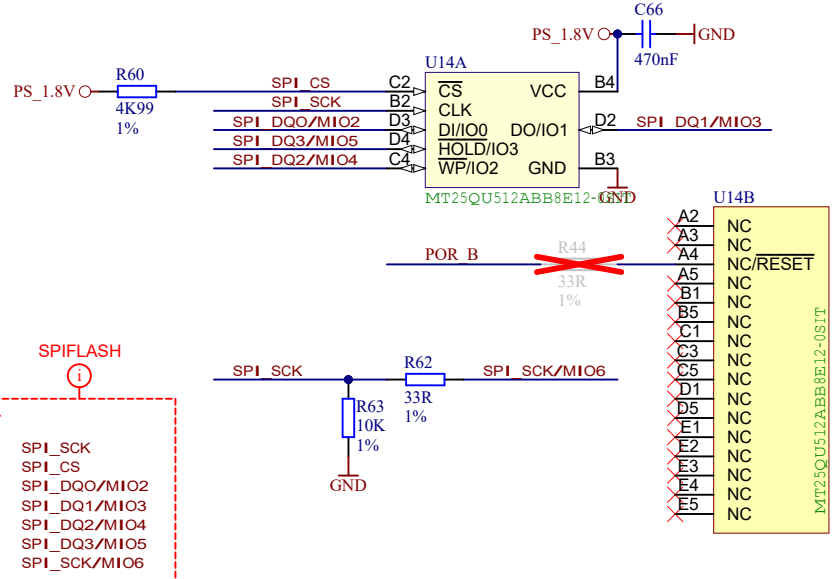 C66
PS_1.8V
GND
470nF
U14A
R60
PS_1.8V
4K99
1%
SPI_CS
SPI_SCK
SPI_DQ0/MIO2
SPI_DQ3/MIO5
SPI_DQ2/MIO4
C2
B2
D3
D4
C4
CS
CLK
DI/IO0
HOLD/IO3
WP/IO2
VCC
DO/IO1
GND
B4
D2
B3
SPI_DQ1/MIO3
GND
MT25QU512ABB8E12-0SIT
U14B
POR_B
R44
33R
1%
A2 NC
A3 NC
A4 NC/RESET
A5 NC
B1 NC
B5 NC
C1 NC
C3 NC
C5 NC
D1 NC
D5 NC
E1 NC
E2 NC
E3 NC
E4 NC
E5 NC
MT25QU512ABB8E12-0SIT
SPI_SCK
R62
33R
1%
SPI_SCK/MIO6
R63
10K
1%
GND
SPIFLASH
i
SPI_SCK
SPI_CS
SPI_DQ0/MIO2
SPI_DQ1/MIO3
SPI_DQ2/MIO4
SPI_DQ3/MIO5
SPI_SCK/MIO6